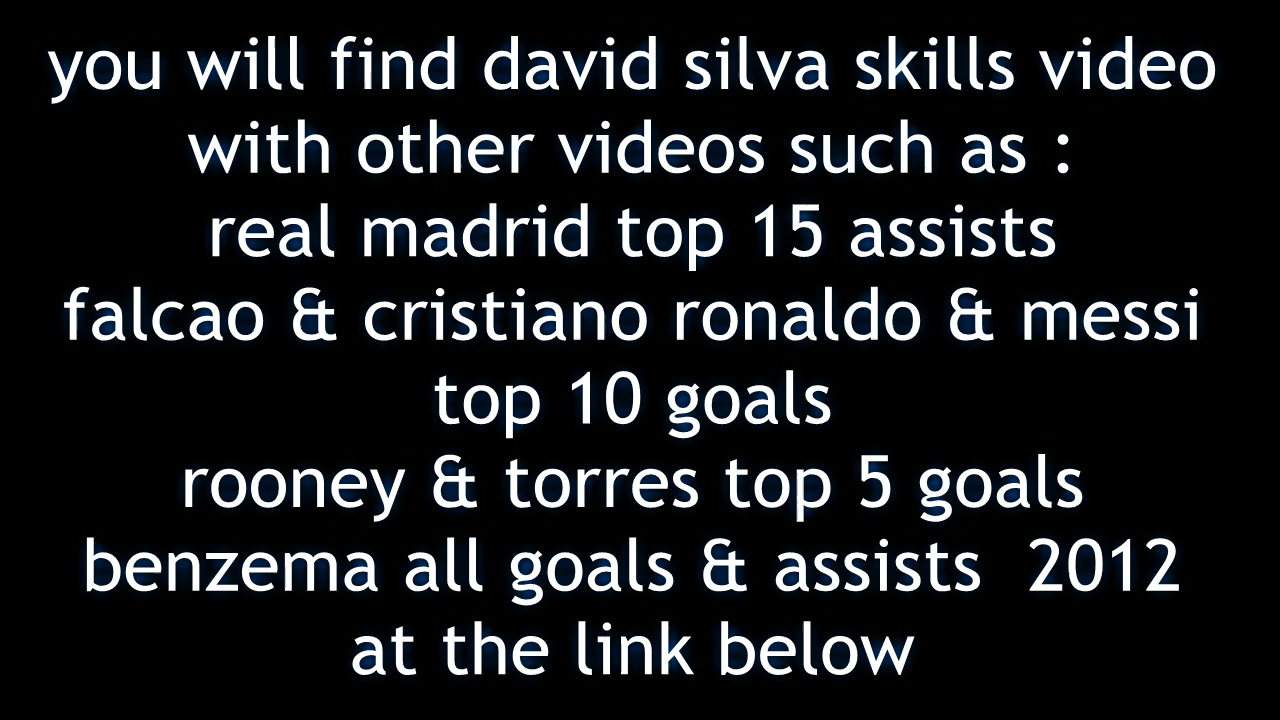 you will find david silva skills video
with other videos such as :
real madrid top 15 assists
falcao & cristiano ronaldo & messi
top 10 goals
rooney & torres top 5 goals
benzema all goals & assists  2012
at the link below